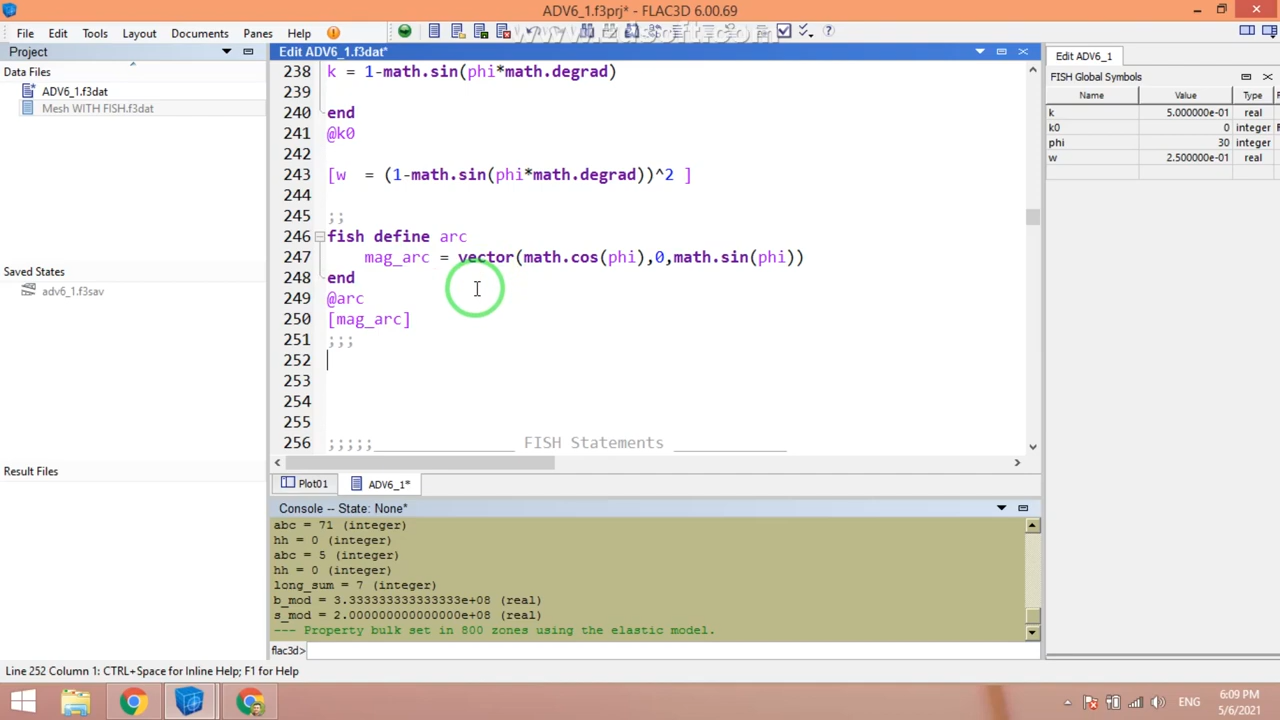 ADV6_1.f3prj* - FLAC3D 6.00.69
File Edit Tools Layout Documents Panes Help
Project
Data Files
ADV6_1.f3dat
Mesh WITH FISH.f3dat
Saved States
adv6_1.f3sav
Result Files
Edit ADV6_1.f3dat*
238 k = 1-math.sin(phi*math.degrad)
239
240 end
241 @k0
242
243 [w  = (1-math.sin(phi*math.degrad))^2 ]
244
245 ;;
246 fish define arc
247 mag_arc = vector(math.cos(phi),0,math.sin(phi))
248 end
249 @arc
250 [mag_arc]
251 ;;;
252
253
254
255
256 ;;;;;_______________ FISH Statements ____________
Plot01 ADV6_1*
Console -- State: None*
abc = 71 (integer)
hh = 0 (integer)
abc = 5 (integer)
hh = 0 (integer)
long_sum = 7 (integer)
b_mod = 3.333333333333333e+08 (real)
s_mod = 2.000000000000000e+08 (real)
--- Property bulk set in 800 zones using the elastic model.
flac3d>
Edit ADV6_1
FISH Global Symbols
Name Value Type
k 5.000000e-01 real
k0 0 integer
phi 30 integer
w 2.500000e-01 real
Line 252 Column 1: CTRL+Space for Inline Help; F1 for Help
ENG
6:09 PM
5/6/2021